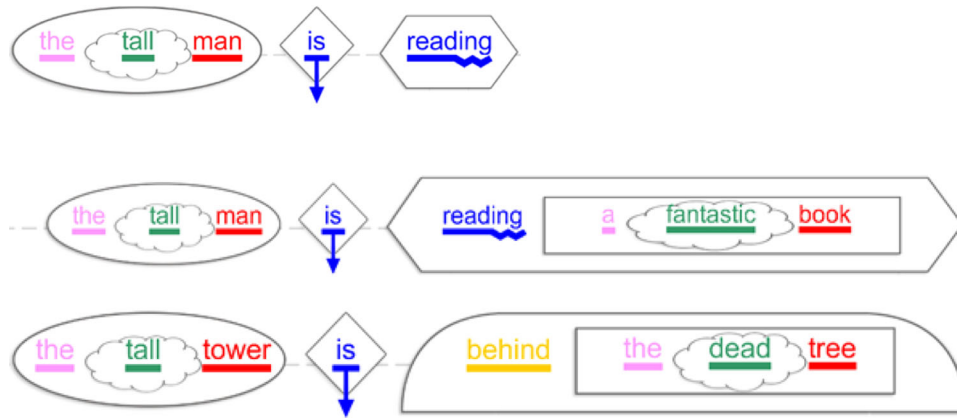 the tall man is reading
the tall man is reading a fantastic book
the tall tower is behind the dead tree